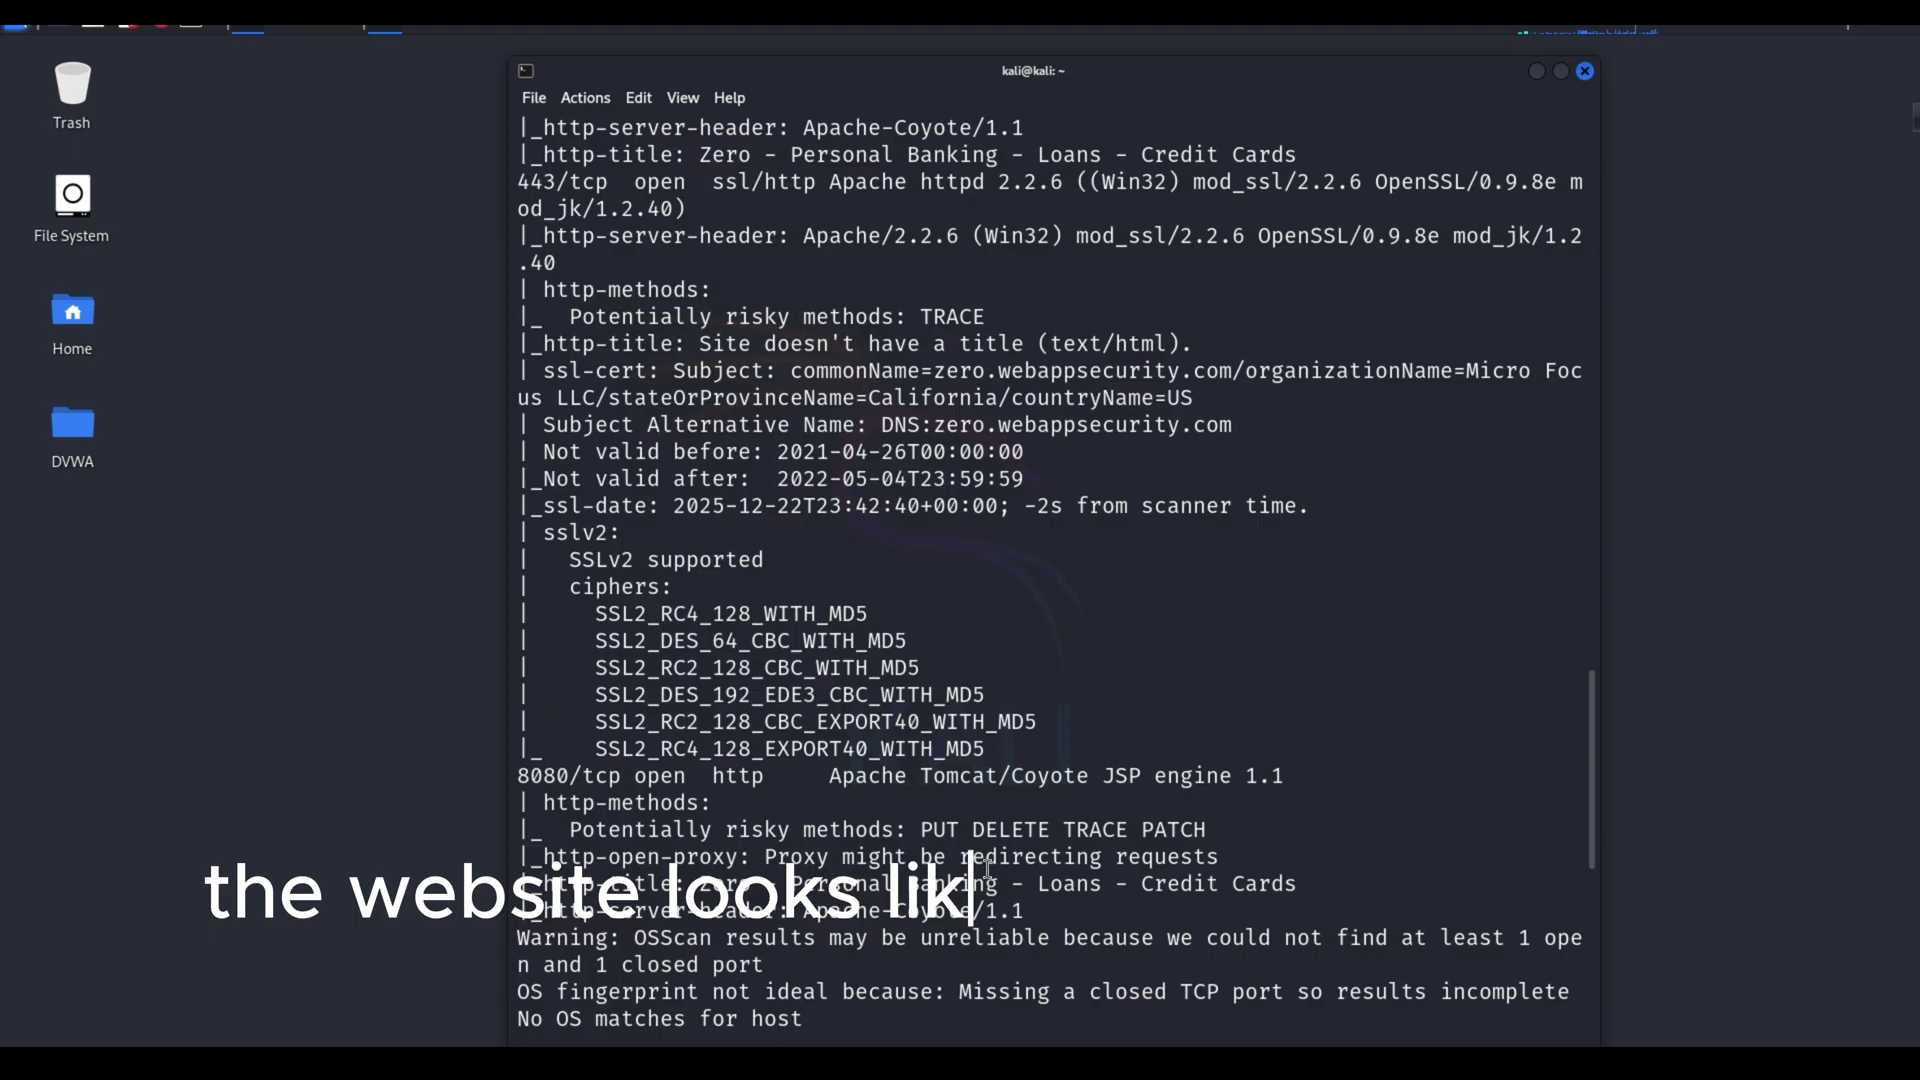 kali@kali: ~
File Actions Edit View Help
Trash
File System
Home
DVWA
|_http-server-header: Apache-Coyote/1.1
|_http-title: Zero - Personal Banking - Loans - Credit Cards
443/tcp  open  ssl/http Apache httpd 2.2.6 ((Win32) mod_ssl/2.2.6 OpenSSL/0.9.8e m
od_jk/1.2.40)
|_http-server-header: Apache/2.2.6 (Win32) mod_ssl/2.2.6 OpenSSL/0.9.8e mod_jk/1.2
.40
| http-methods:
|_  Potentially risky methods: TRACE
|_http-title: Site doesn't have a title (text/html).
| ssl-cert: Subject: commonName=zero.webappsecurity.com/organizationName=Micro Foc
us LLC/stateOrProvinceName=California/countryName=US
| Subject Alternative Name: DNS:zero.webappsecurity.com
| Not valid before: 2021-04-26T00:00:00
|_Not valid after:  2022-05-04T23:59:59
|_ssl-date: 2025-12-22T23:42:40+00:00; -2s from scanner time.
| sslv2:
|   SSLv2 supported
|   ciphers:
|     SSL2_RC4_128_WITH_MD5
|     SSL2_DES_64_CBC_WITH_MD5
|     SSL2_RC2_128_CBC_WITH_MD5
|     SSL2_DES_192_EDE3_CBC_WITH_MD5
|     SSL2_RC2_128_CBC_EXPORT40_WITH_MD5
|_    SSL2_RC4_128_EXPORT40_WITH_MD5
8080/tcp open  http     Apache Tomcat/Coyote JSP engine 1.1
| http-methods:
|_  Potentially risky methods: PUT DELETE TRACE PATCH
|_http-open-proxy: Proxy might be redirecting requests
|_http-title: Zero - Personal Banking - Loans - Credit Cards
|_http-server-header: Apache-Coyote/1.1
the website looks lik
Warning: OSScan results may be unreliable because we could not find at least 1 ope
n and 1 closed port
OS fingerprint not ideal because: Missing a closed TCP port so results incomplete
No OS matches for host